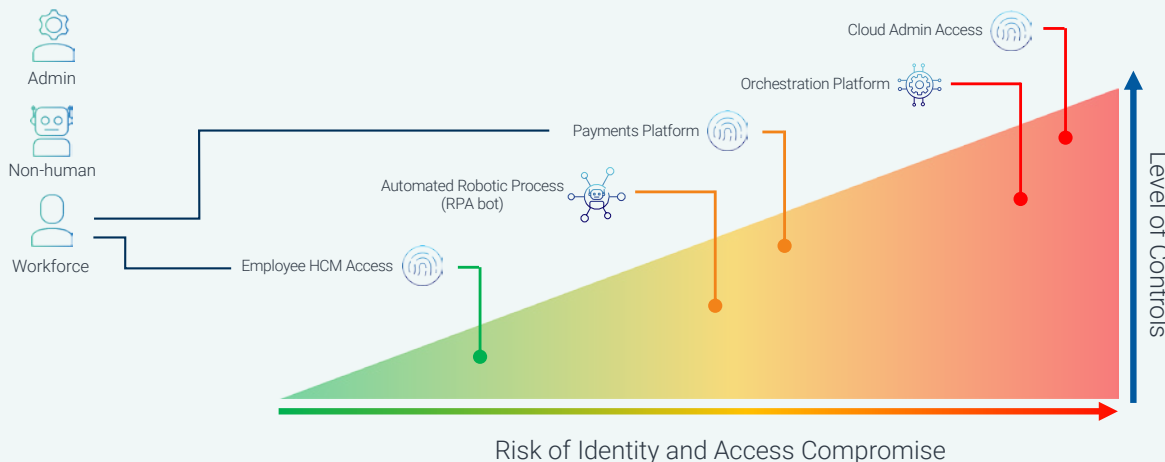 Admin
Non-human
Workforce
Cloud Admin Access
Orchestration Platform
Payments Platform
Automated Robotic Process
(RPA bot)
Employee HCM Access
Level of Controls
Risk of Identity and Access Compromise